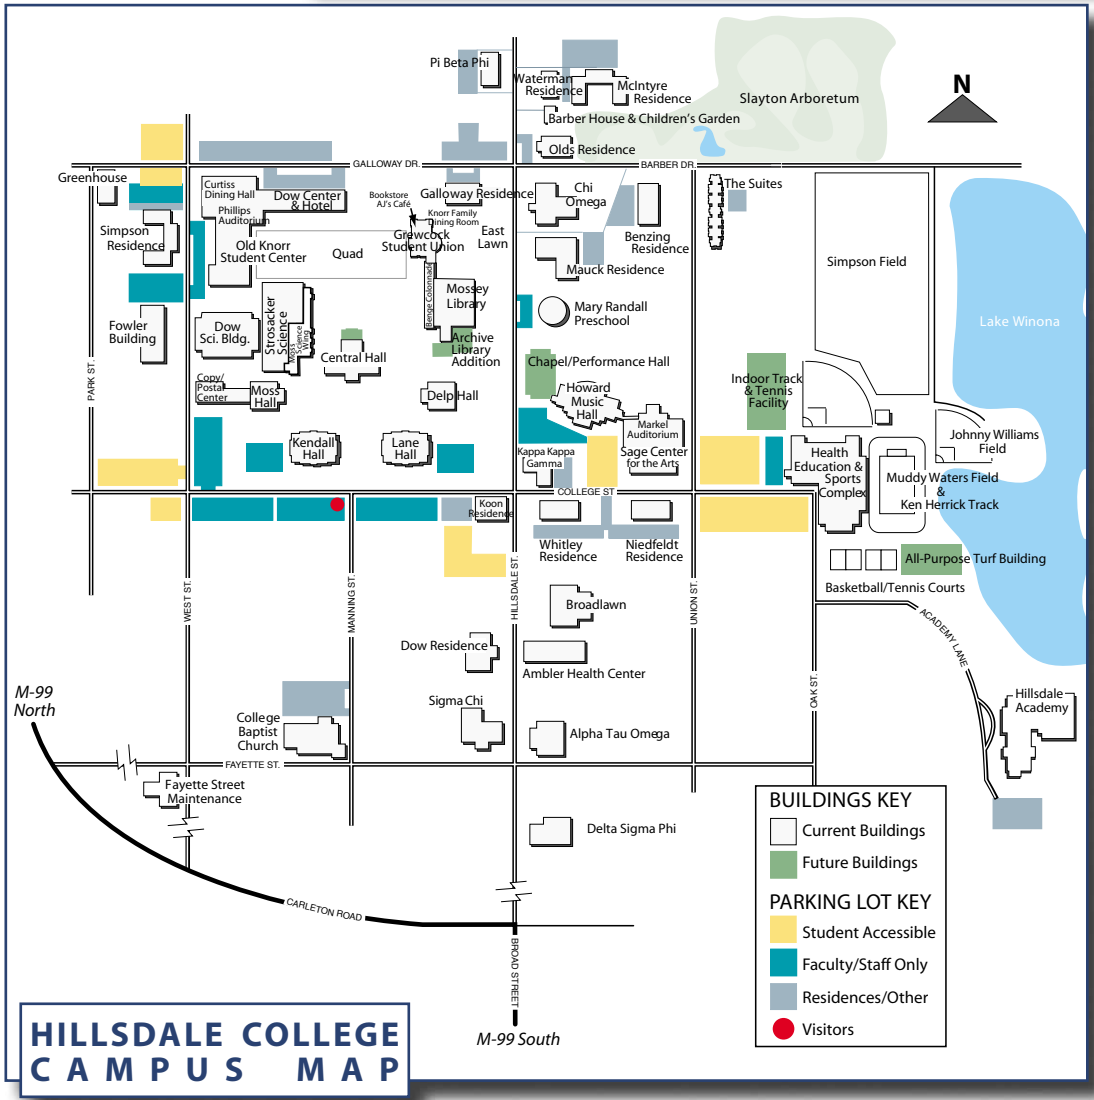 Pi Beta Phi
Waterman
Residence
McIntyre
Residence
Slayton Arboretum
N
Barber House & Children's Garden
Olds Residence
GALLOWAY DR.
BARBER DR.
Greenhouse
Curtiss
Dining Hall
Dow Center
& Hotel
Phillips
Auditorium
Bookstore
AJ's Café
Galloway Residence
Knorr Family
Dining Room
Chi
Omega
The Suites
Simpson
Residence
Old Knorr
Student Center
Quad
Grewcock
Student Union
East
Lawn
Benzing
Residence
Mauck Residence
Simpson Field
Benge Colonnade
Mossey
Library
Mary Randall
Preschool
Lake Winona
Fowler
Building
Dow
Sci. Bldg.
Strosacker
Science
Moss
Science
Wing
Central Hall
Archive
Library
Addition
Chapel/Performance Hall
PARK ST.
Copy/
Postal
Center
Moss
Hall
Delp Hall
Howard
Music
Hall
Indoor Track
& Tennis
Facility
Markel
Auditorium
Kendall
Hall
Lane
Hall
Kappa Kappa
Gamma
Sage Center
for the Arts
Health
Education &
Sports
Complex
Johnny Williams
Field
Muddy Waters Field
&
Ken Herrick Track
COLLEGE ST
Koon
Residence
Whitley
Residence
Niedfeldt
Residence
All-Purpose Turf Building
Basketball/Tennis Courts
WEST ST.
MANNING ST.
HILLSDALE ST.
UNION ST.
Broadlawn
ACADEMY LANE
Dow Residence
Ambler Health Center
OAK ST.
M-99
North
Sigma Chi
Hillsdale
Academy
College
Baptist
Church
Alpha Tau Omega
FAYETTE ST.
Fayette Street
Maintenance
Delta Sigma Phi
CARLETON ROAD
BROAD STREET
M-99 South
BUILDINGS KEY
Current Buildings
Future Buildings
PARKING LOT KEY
Student Accessible
Faculty/Staff Only
Residences/Other
Visitors
HILLSDALE COLLEGE
CAMPUS MAP